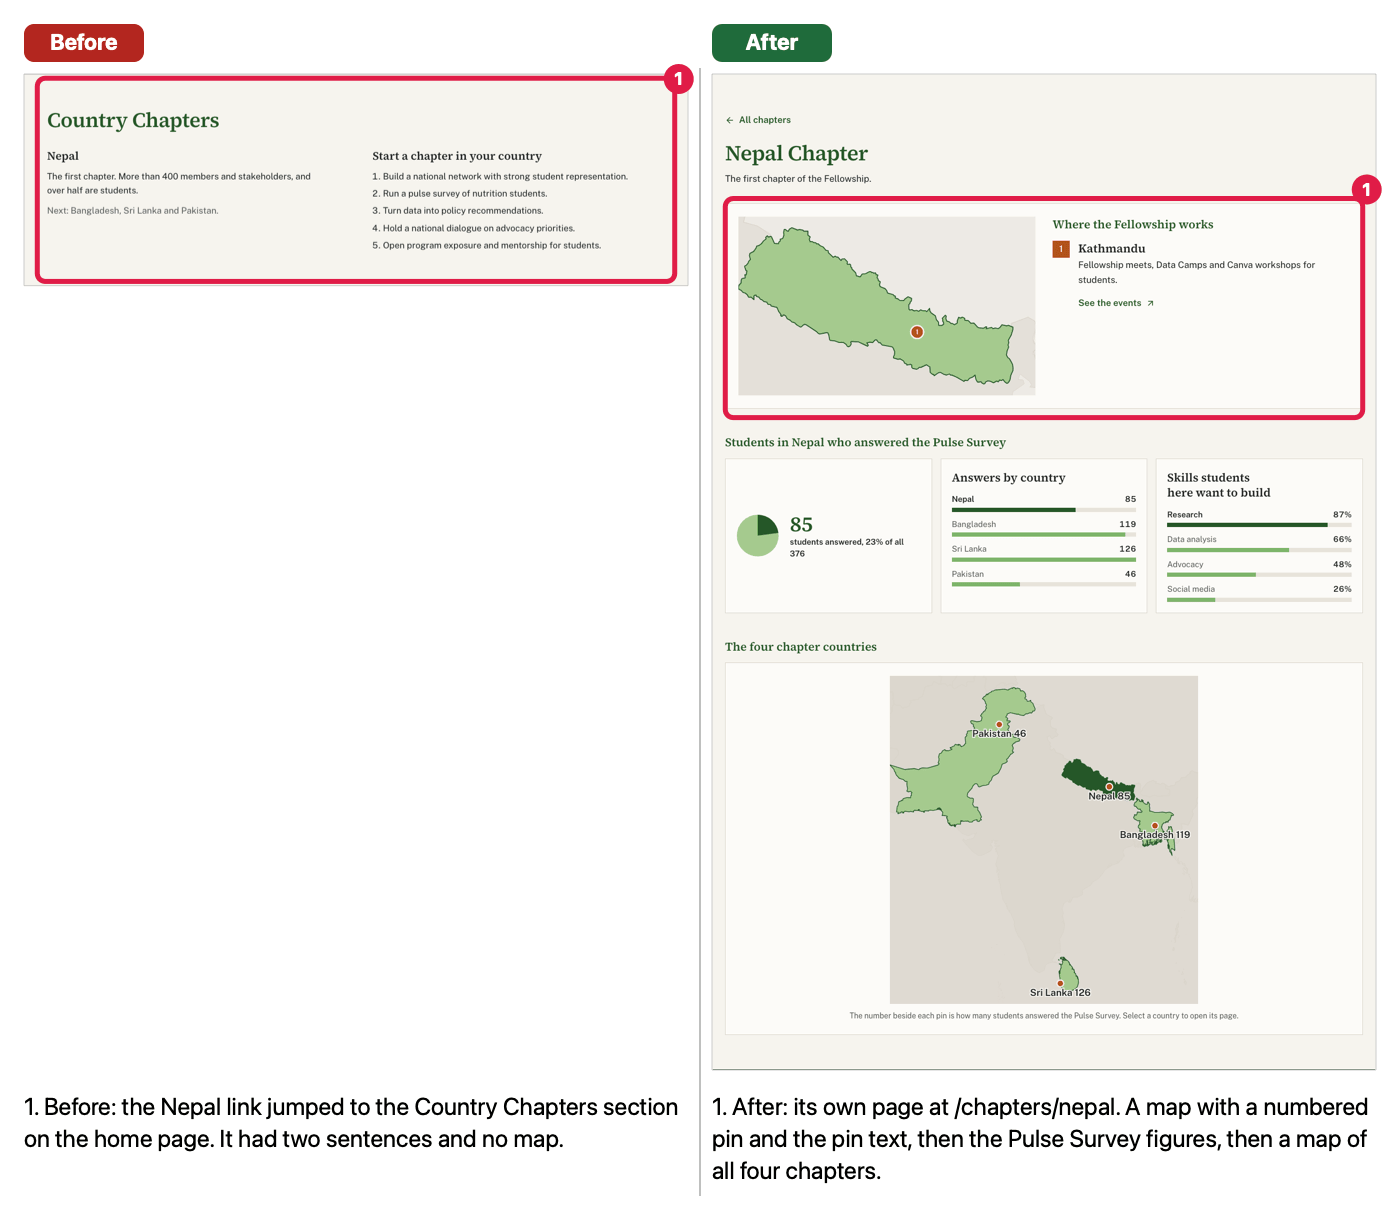 Before
1
Country Chapters
Nepal
The first chapter. More than 400 members and stakeholders, and
over half are students.
Next: Bangladesh, Sri Lanka and Pakistan.
Start a chapter in your country
1. Build a national network with strong student representation.
2. Run a pulse survey of nutrition students.
3. Turn data into policy recommendations.
4. Hold a national dialogue on advocacy priorities.
5. Open program exposure and mentorship for students.
1. Before: the Nepal link jumped to the Country Chapters section
on the home page. It had two sentences and no map.
After
← All chapters
Nepal Chapter
The first chapter of the Fellowship.
1
1
Where the Fellowship works
1 Kathmandu
Fellowship meets, Data Camps and Canva workshops for
students.
See the events ↗
Students in Nepal who answered the Pulse Survey
85
students answered, 23% of all
376
Answers by country
Nepal 85
Bangladesh 119
Sri Lanka 126
Pakistan 46
Skills students
here want to build
Research 87%
Data analysis 66%
Advocacy 48%
Social media 26%
The four chapter countries
Pakistan 46
Nepal 85
Bangladesh 119
Sri Lanka 126
The number beside each pin is how many students answered the Pulse Survey. Select a country to open its page.
1. After: its own page at /chapters/nepal. A map with a numbered
pin and the pin text, then the Pulse Survey figures, then a map of
all four chapters.